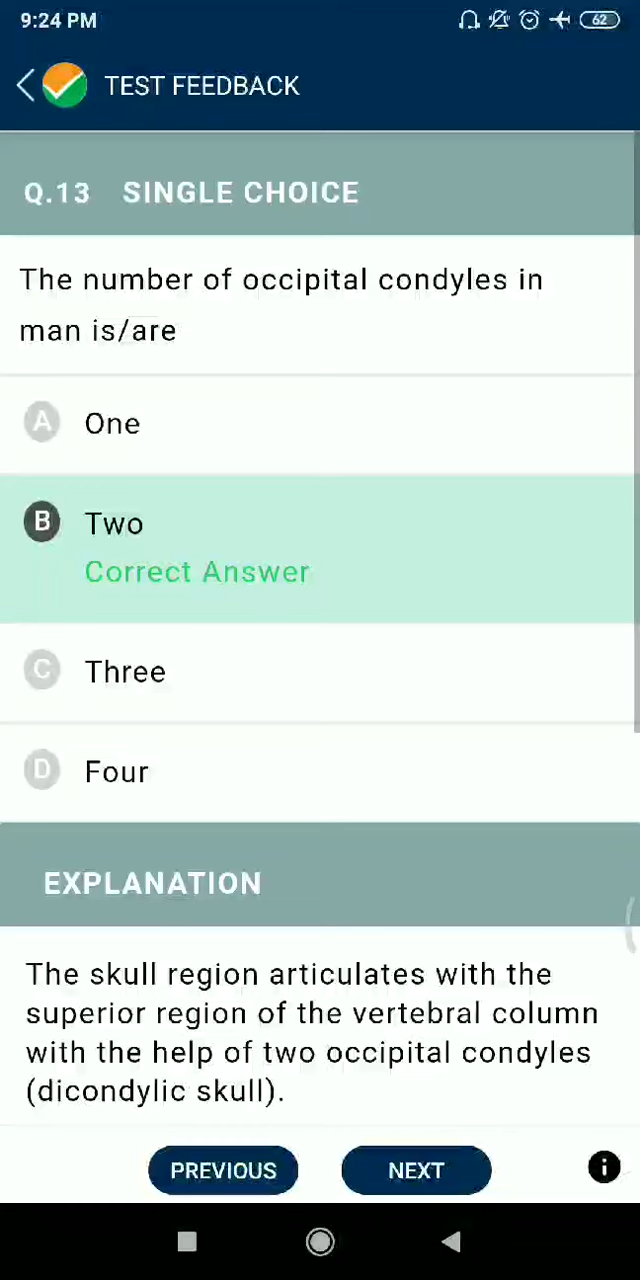 9:24 PM
62
TEST FEEDBACK
Q.13 SINGLE CHOICE
The number of occipital condyles in
man is/are
A One
B Two
Correct Answer
C Three
D Four
EXPLANATION
The skull region articulates with the
superior region of the vertebral column
with the help of two occipital condyles
(dicondylic skull).
PREVIOUS NEXT i